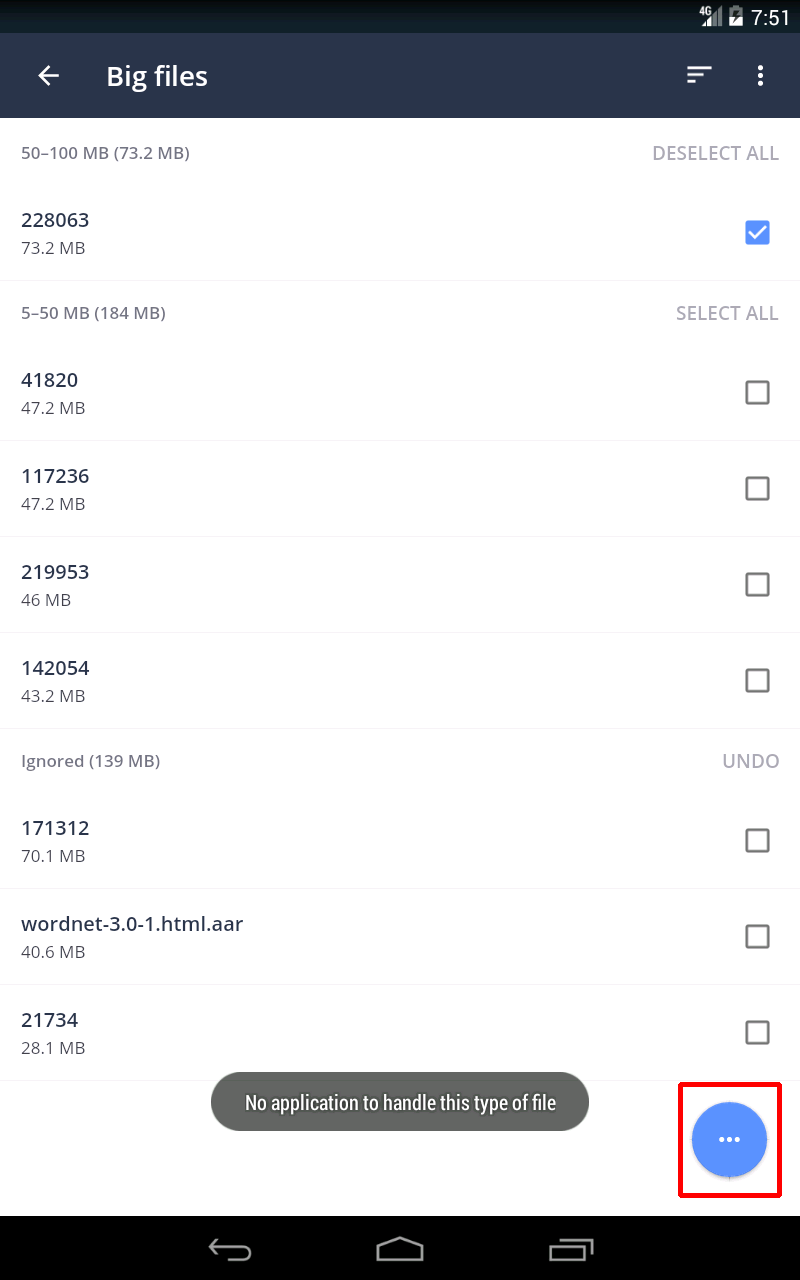 4G 7:51
Big files
50–100 MB (73.2 MB) DESELECT ALL
228063
73.2 MB
5–50 MB (184 MB) SELECT ALL
41820
47.2 MB
117236
47.2 MB
219953
46 MB
142054
43.2 MB
Ignored (139 MB) UNDO
171312
70.1 MB
wordnet-3.0-1.html.aar
40.6 MB
21734
28.1 MB
No application to handle this type of file